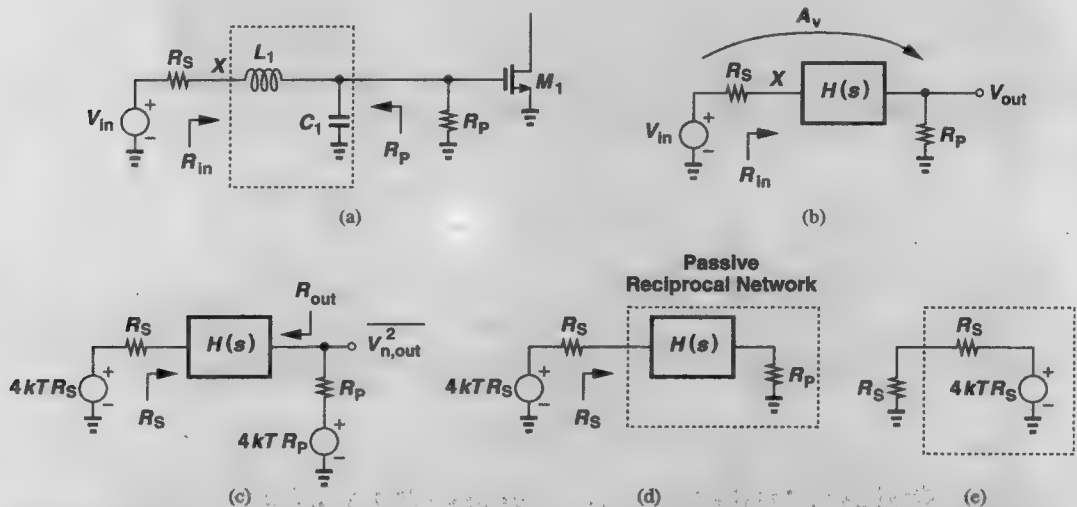 R_S X L_1
M_1
V_in + −
R_in
C_1
R_P
R_P
(a)
A_v
R_S X
H(s)
V_out
V_in + −
R_in
R_P
(b)
R_out
R_S
H(s)
V²_n,out
4kTR_S + −
R_S
R_P
4kTR_P + −
(c)
Passive
Reciprocal Network
R_S
H(s)
R_P
4kTR_S + −
R_S
(d)
R_S
R_S
4kTR_S + −
(e)